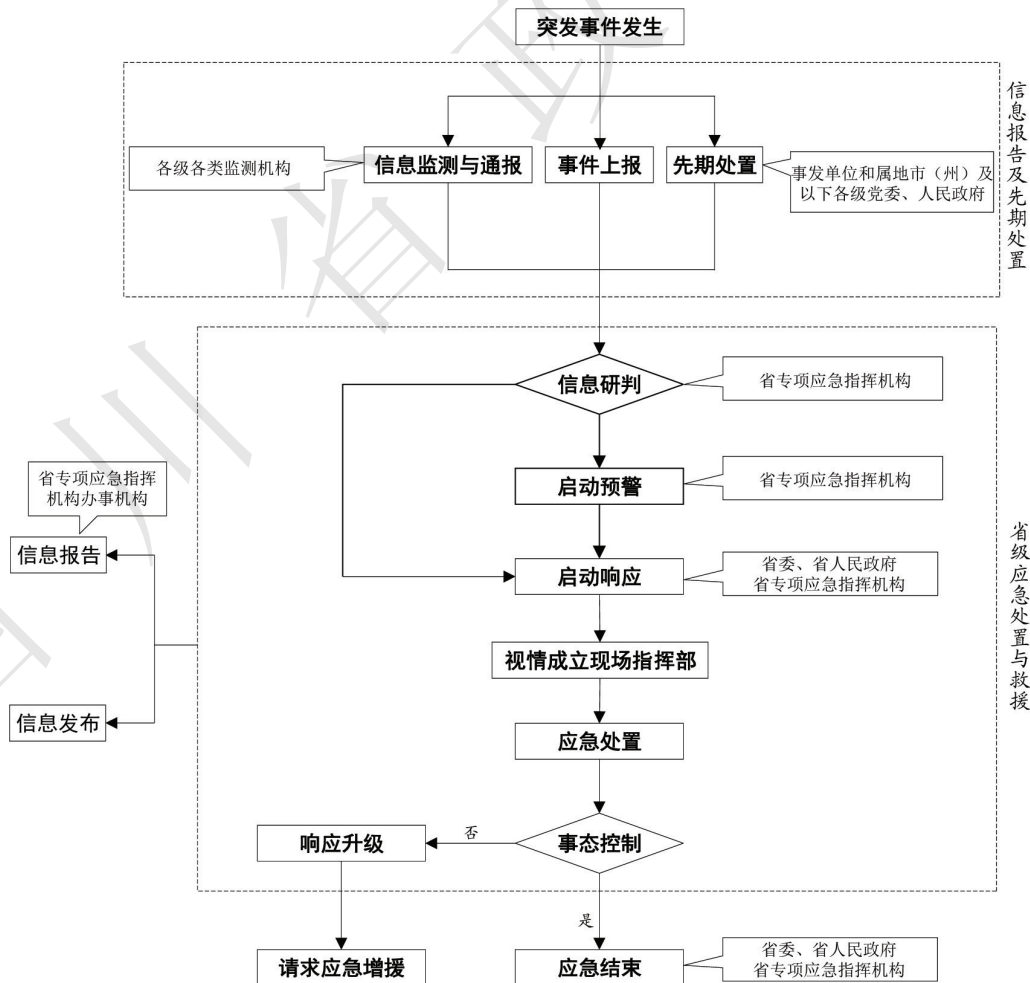 突发事件发生
信息报告及先期处置
各级各类监测机构
信息监测与通报
事件上报
先期处置
事发单位和属地市（州）及
以下各级党委、人民政府
信息研判
省专项应急指挥机构
启动预警
省专项应急指挥机构
省专项应急指挥
机构办事机构
信息报告
启动响应
省委、省人民政府
省专项应急指挥机构
省级应急处置与救援
视情成立现场指挥部
信息发布
应急处置
响应升级
否
事态控制
是
请求应急增援
应急结束
省委、省人民政府
省专项应急指挥机构
川省政